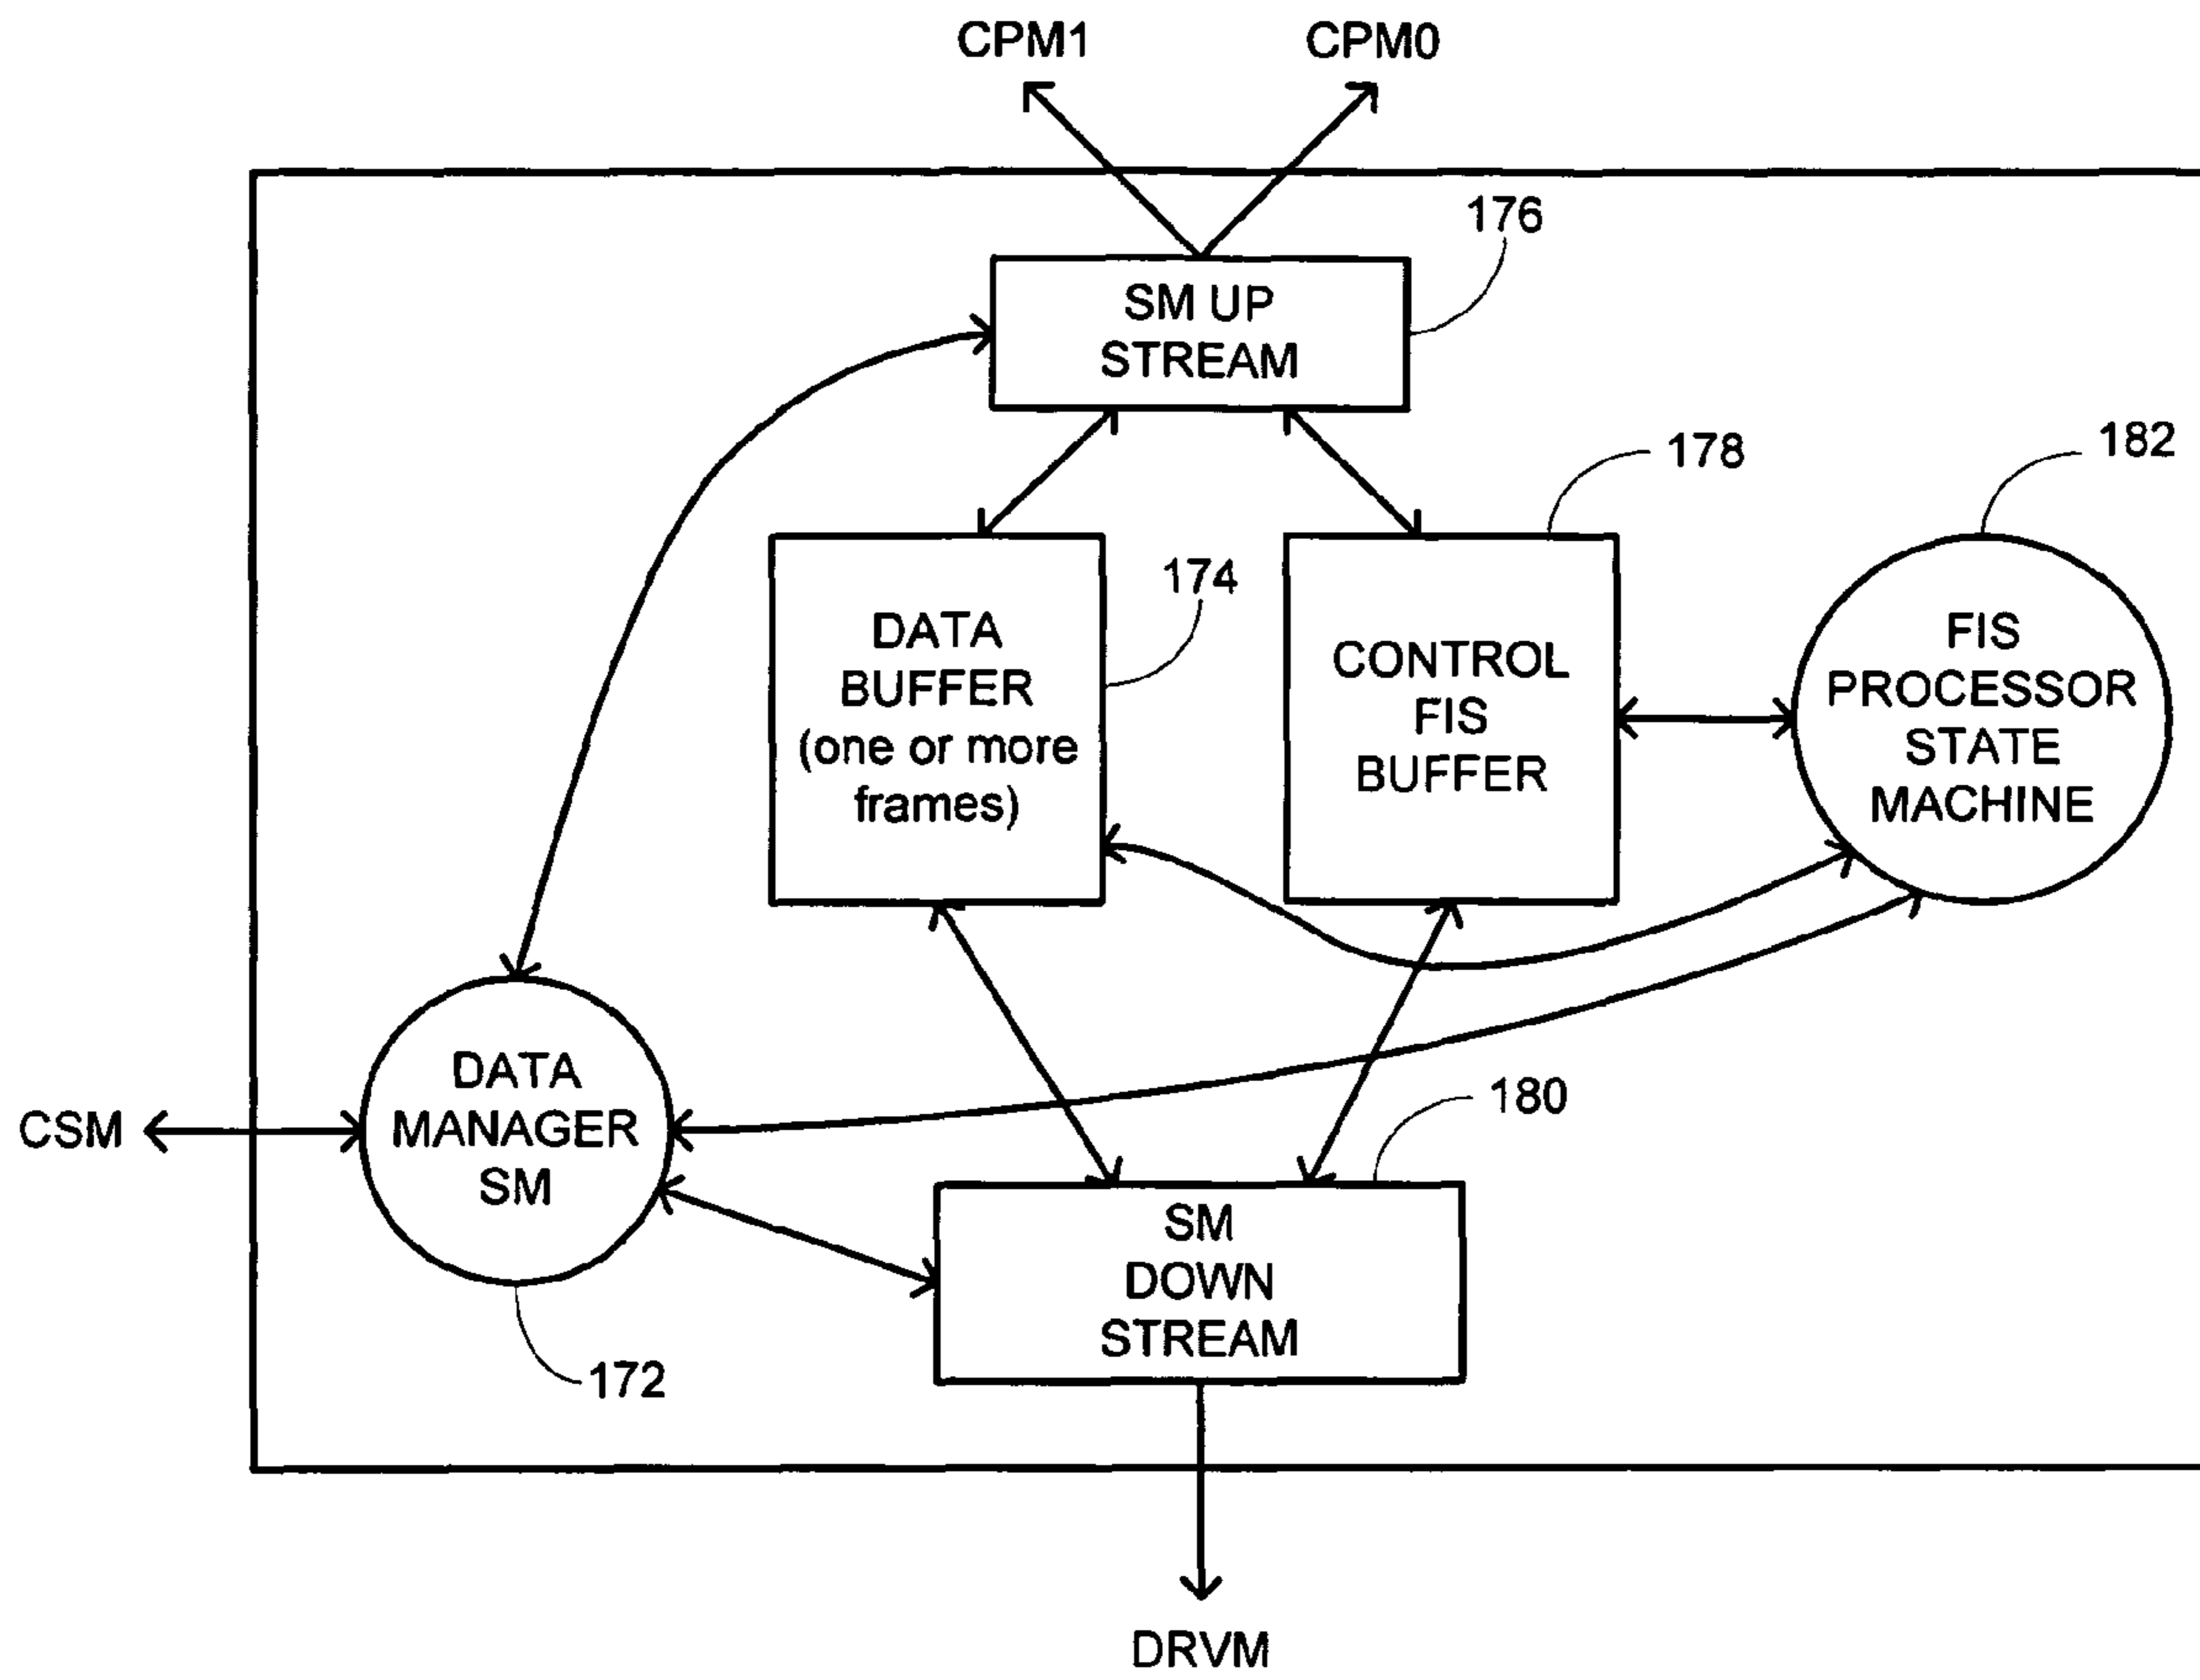 CPM1
CPM0
176
SM UP
STREAM
178
182
174
DATA
BUFFER
(one or more
frames)
CONTROL
FIS
BUFFER
FIS
PROCESSOR
STATE
MACHINE
CSM
DATA
MANAGER
SM
180
SM
DOWN
STREAM
172
DRVM